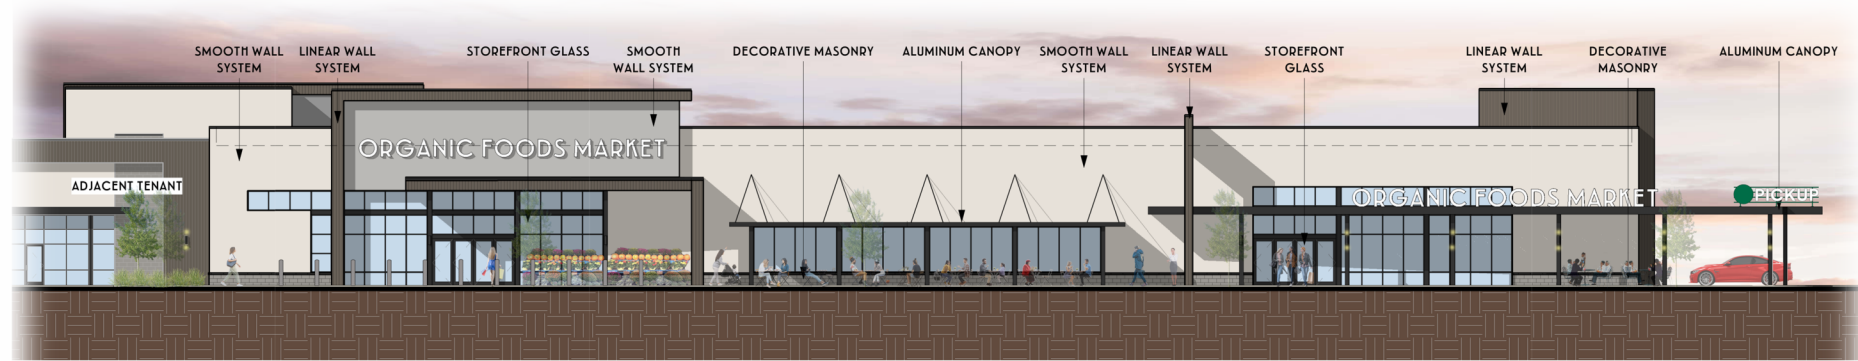 SMOOTH WALL
SYSTEM
LINEAR WALL
SYSTEM
STOREFRONT GLASS
SMOOTH
WALL SYSTEM
DECORATIVE MASONRY
ALUMINUM CANOPY
SMOOTH WALL
SYSTEM
LINEAR WALL
SYSTEM
STOREFRONT
GLASS
LINEAR WALL
SYSTEM
DECORATIVE
MASONRY
ALUMINUM CANOPY
ORGANIC FOODS MARKET
ADJACENT TENANT
ORGANIC FOODS MARKET
PICKUP